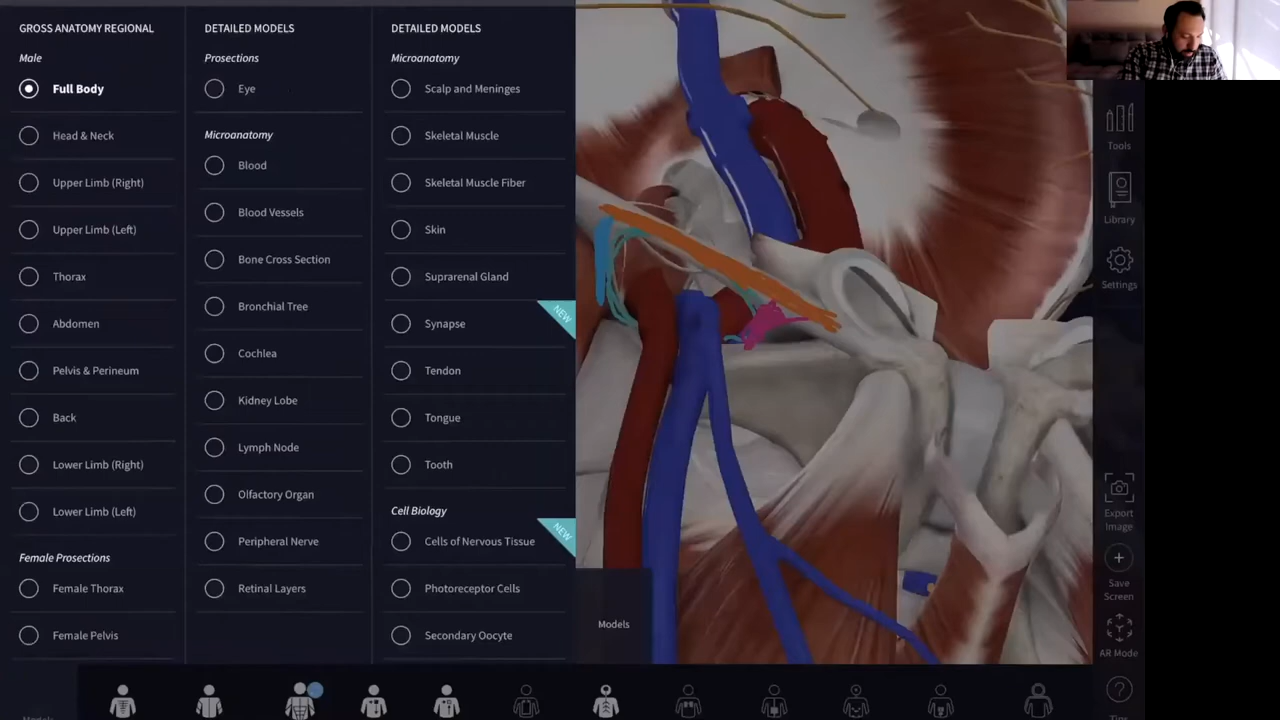 GROSS ANATOMY REGIONAL
Male
Full Body
Head & Neck
Upper Limb (Right)
Upper Limb (Left)
Thorax
Abdomen
Pelvis & Perineum
Back
Lower Limb (Right)
Lower Limb (Left)
Female Prosections
Female Thorax
Female Pelvis
DETAILED MODELS
Prosections
Eye
Microanatomy
Blood
Blood Vessels
Bone Cross Section
Bronchial Tree
Cochlea
Kidney Lobe
Lymph Node
Olfactory Organ
Peripheral Nerve
Retinal Layers
DETAILED MODELS
Microanatomy
Scalp and Meninges
Skeletal Muscle
Skeletal Muscle Fiber
Skin
Suprarenal Gland
NEW
Synapse
Tendon
Tongue
Tooth
Cell Biology
NEW
Cells of Nervous Tissue
Photoreceptor Cells
Secondary Oocyte
Models
Tools
Library
Settings
Export
Image
Save
Screen
AR Mode
Tips
Models